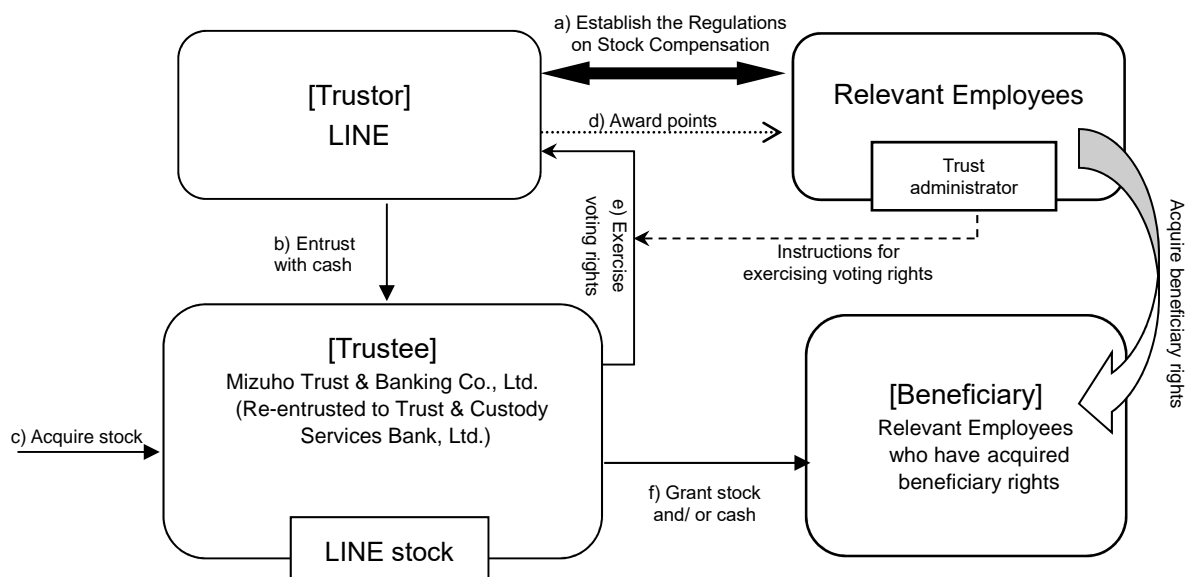 a) Establish the Regulations
on Stock Compensation
[Trustor]
LINE
Relevant Employees
d) Award points
Trust
administrator
e) Exercise
voting rights
Acquire beneficiary
rights
b) Entrust
with cash
Instructions for
exercising voting rights
[Trustee]
Mizuho Trust & Banking Co., Ltd.
(Re-entrusted to Trust & Custody
Services Bank, Ltd.)
[Beneficiary]
Relevant Employees
who have acquired
beneficiary rights
c) Acquire stock
f) Grant stock
and/ or cash
LINE stock